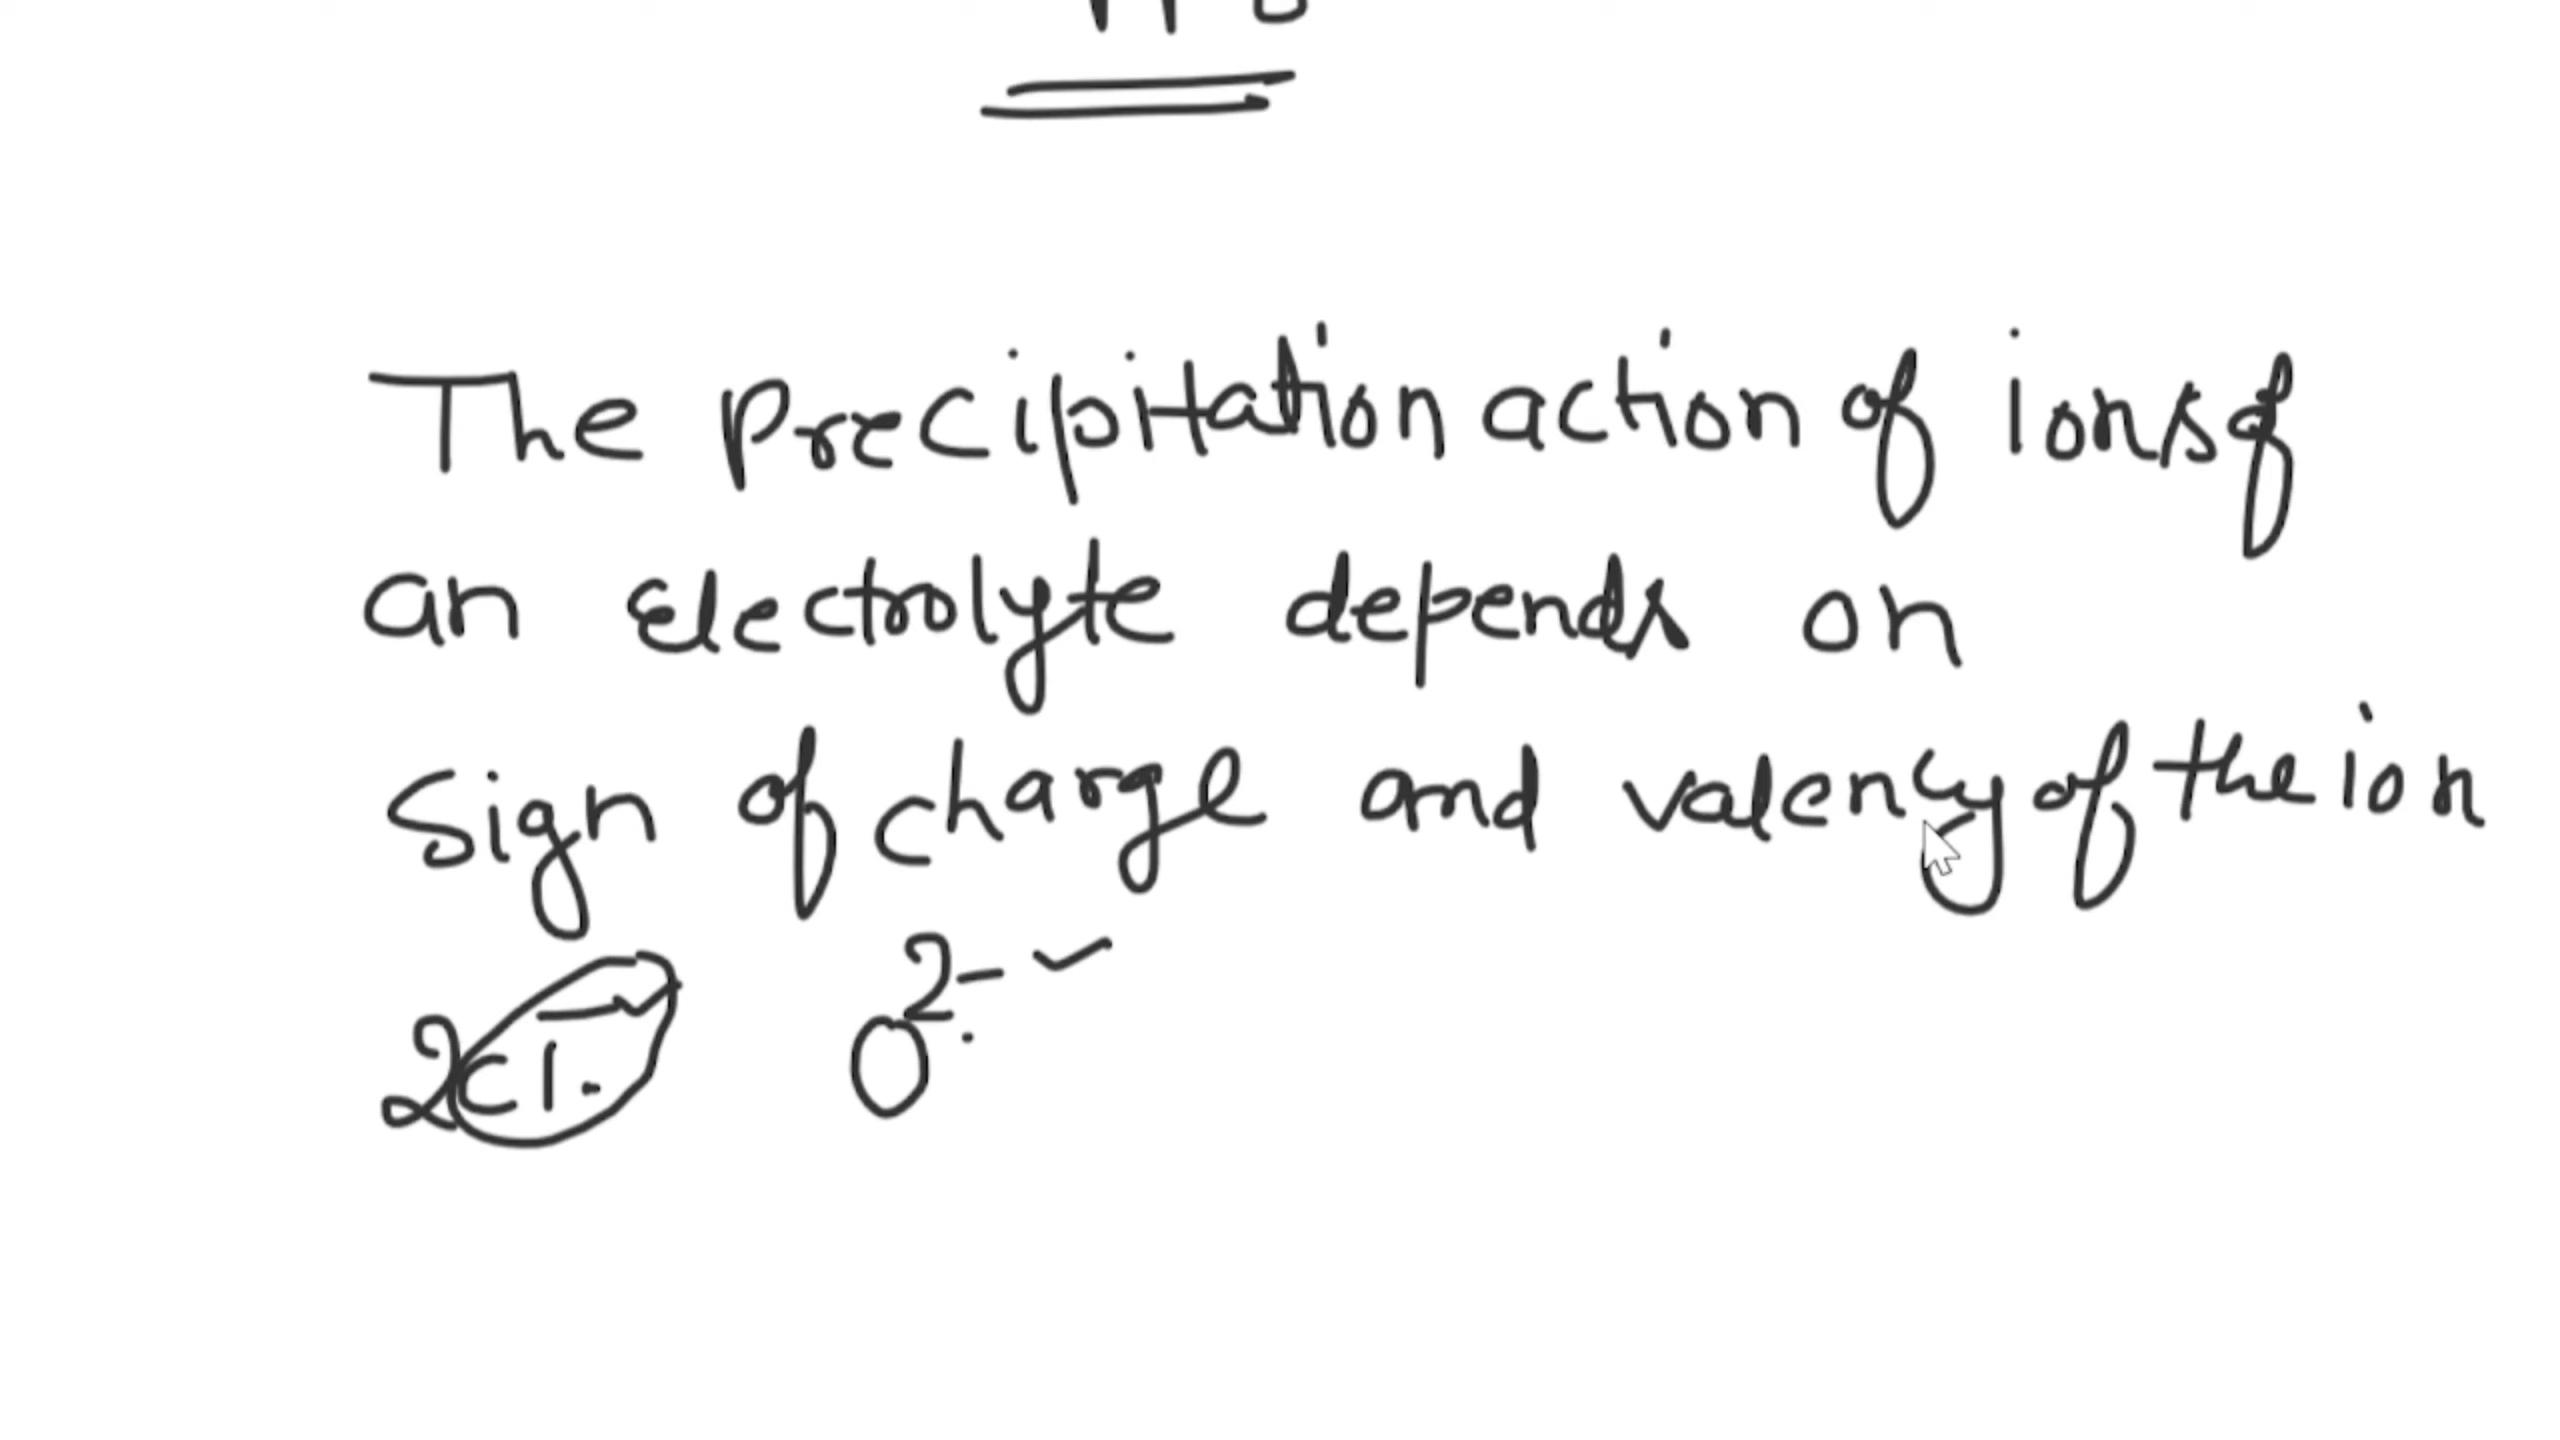 The Precipitation action of ions of
an Electrolyte depends on
Sign of charge and valency of the ion
2Cl⁻ O²⁻